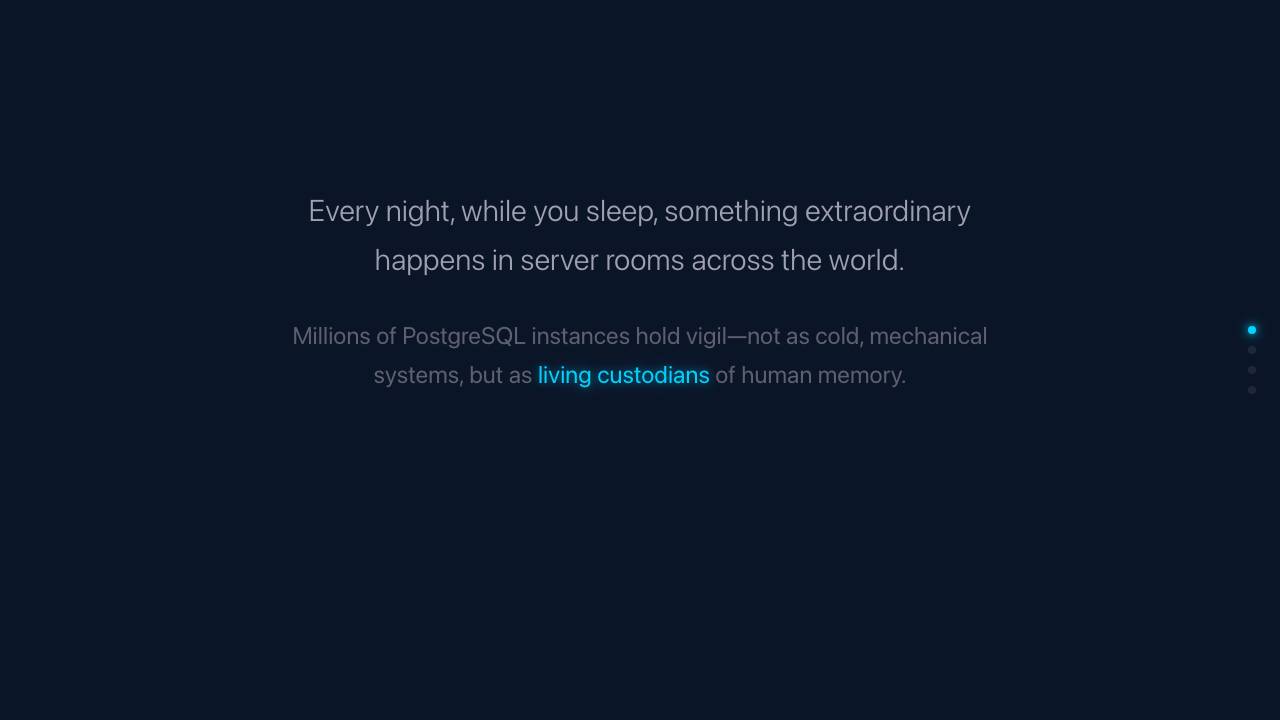 Every night, while you sleep, something extraordinary
happens in server rooms across the world.
Millions of PostgreSQL instances hold vigil—not as cold, mechanical
systems, but as living custodians of human memory.